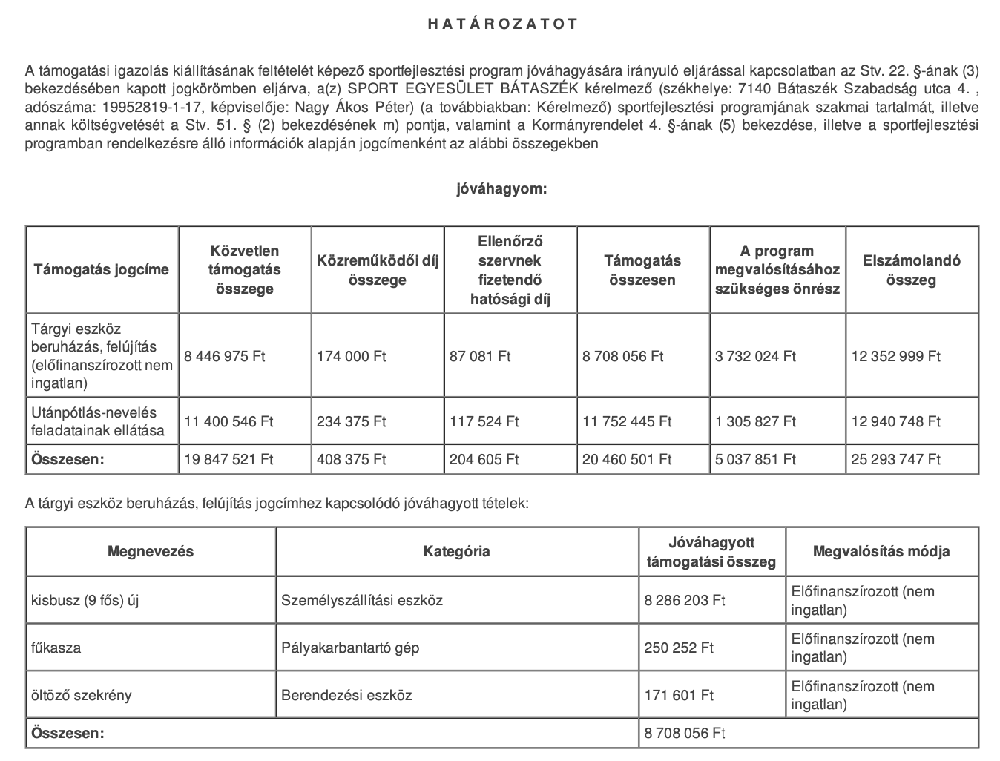 H A T Á R O Z A T O T
A támogatási igazolás kiállításának feltételét képező sportfejlesztési program jóváhagyására irányuló eljárással kapcsolatban az Stv. 22. §-ának (3)
bekezdésében kapott jogkörömben eljárva, a(z) SPORT EGYESÜLET BÁTASZÉK kérelmező (székhelye: 7140 Bátaszék Szabadság utca 4. ,
adószáma: 19952819-1-17, képviselője: Nagy Ákos Péter) (a továbbiakban: Kérelmező) sportfejlesztési programjának szakmai tartalmát, illetve
annak költségvetését a Stv. 51. § (2) bekezdésének m) pontja, valamint a Kormányrendelet 4. §-ának (5) bekezdése, illetve a sportfejlesztési
programban rendelkezésre álló információk alapján jogcímenként az alábbi összegekben
jóváhagyom:
Támogatás jogcíme
Közvetlen
támogatás
összege
Közreműködői díj
összege
Ellenőrző
szervnek
fizetendő
hatósági díj
Támogatás
összesen
A program
megvalósításához
szükséges önrész
Elszámolandó
összeg
Tárgyi eszköz
beruházás, felújítás
(előfinanszírozott nem
ingatlan)
8 446 975 Ft
174 000 Ft
87 081 Ft
8 708 056 Ft
3 732 024 Ft
12 352 999 Ft
Utánpótlás-nevelés
feladatainak ellátása
11 400 546 Ft
234 375 Ft
117 524 Ft
11 752 445 Ft
1 305 827 Ft
12 940 748 Ft
Összesen:
19 847 521 Ft
408 375 Ft
204 605 Ft
20 460 501 Ft
5 037 851 Ft
25 293 747 Ft
A tárgyi eszköz beruházás, felújítás jogcímhez kapcsolódó jóváhagyott tételek:
Megnevezés
Kategória
Jóváhagyott
támogatási összeg
Megvalósítás módja
kisbusz (9 fős) új
Személyszállítási eszköz
8 286 203 Ft
Előfinanszírozott (nem
ingatlan)
fűkasza
Pályakarbantartó gép
250 252 Ft
Előfinanszírozott (nem
ingatlan)
öltöző szekrény
Berendezési eszköz
171 601 Ft
Előfinanszírozott (nem
ingatlan)
Összesen:
8 708 056 Ft